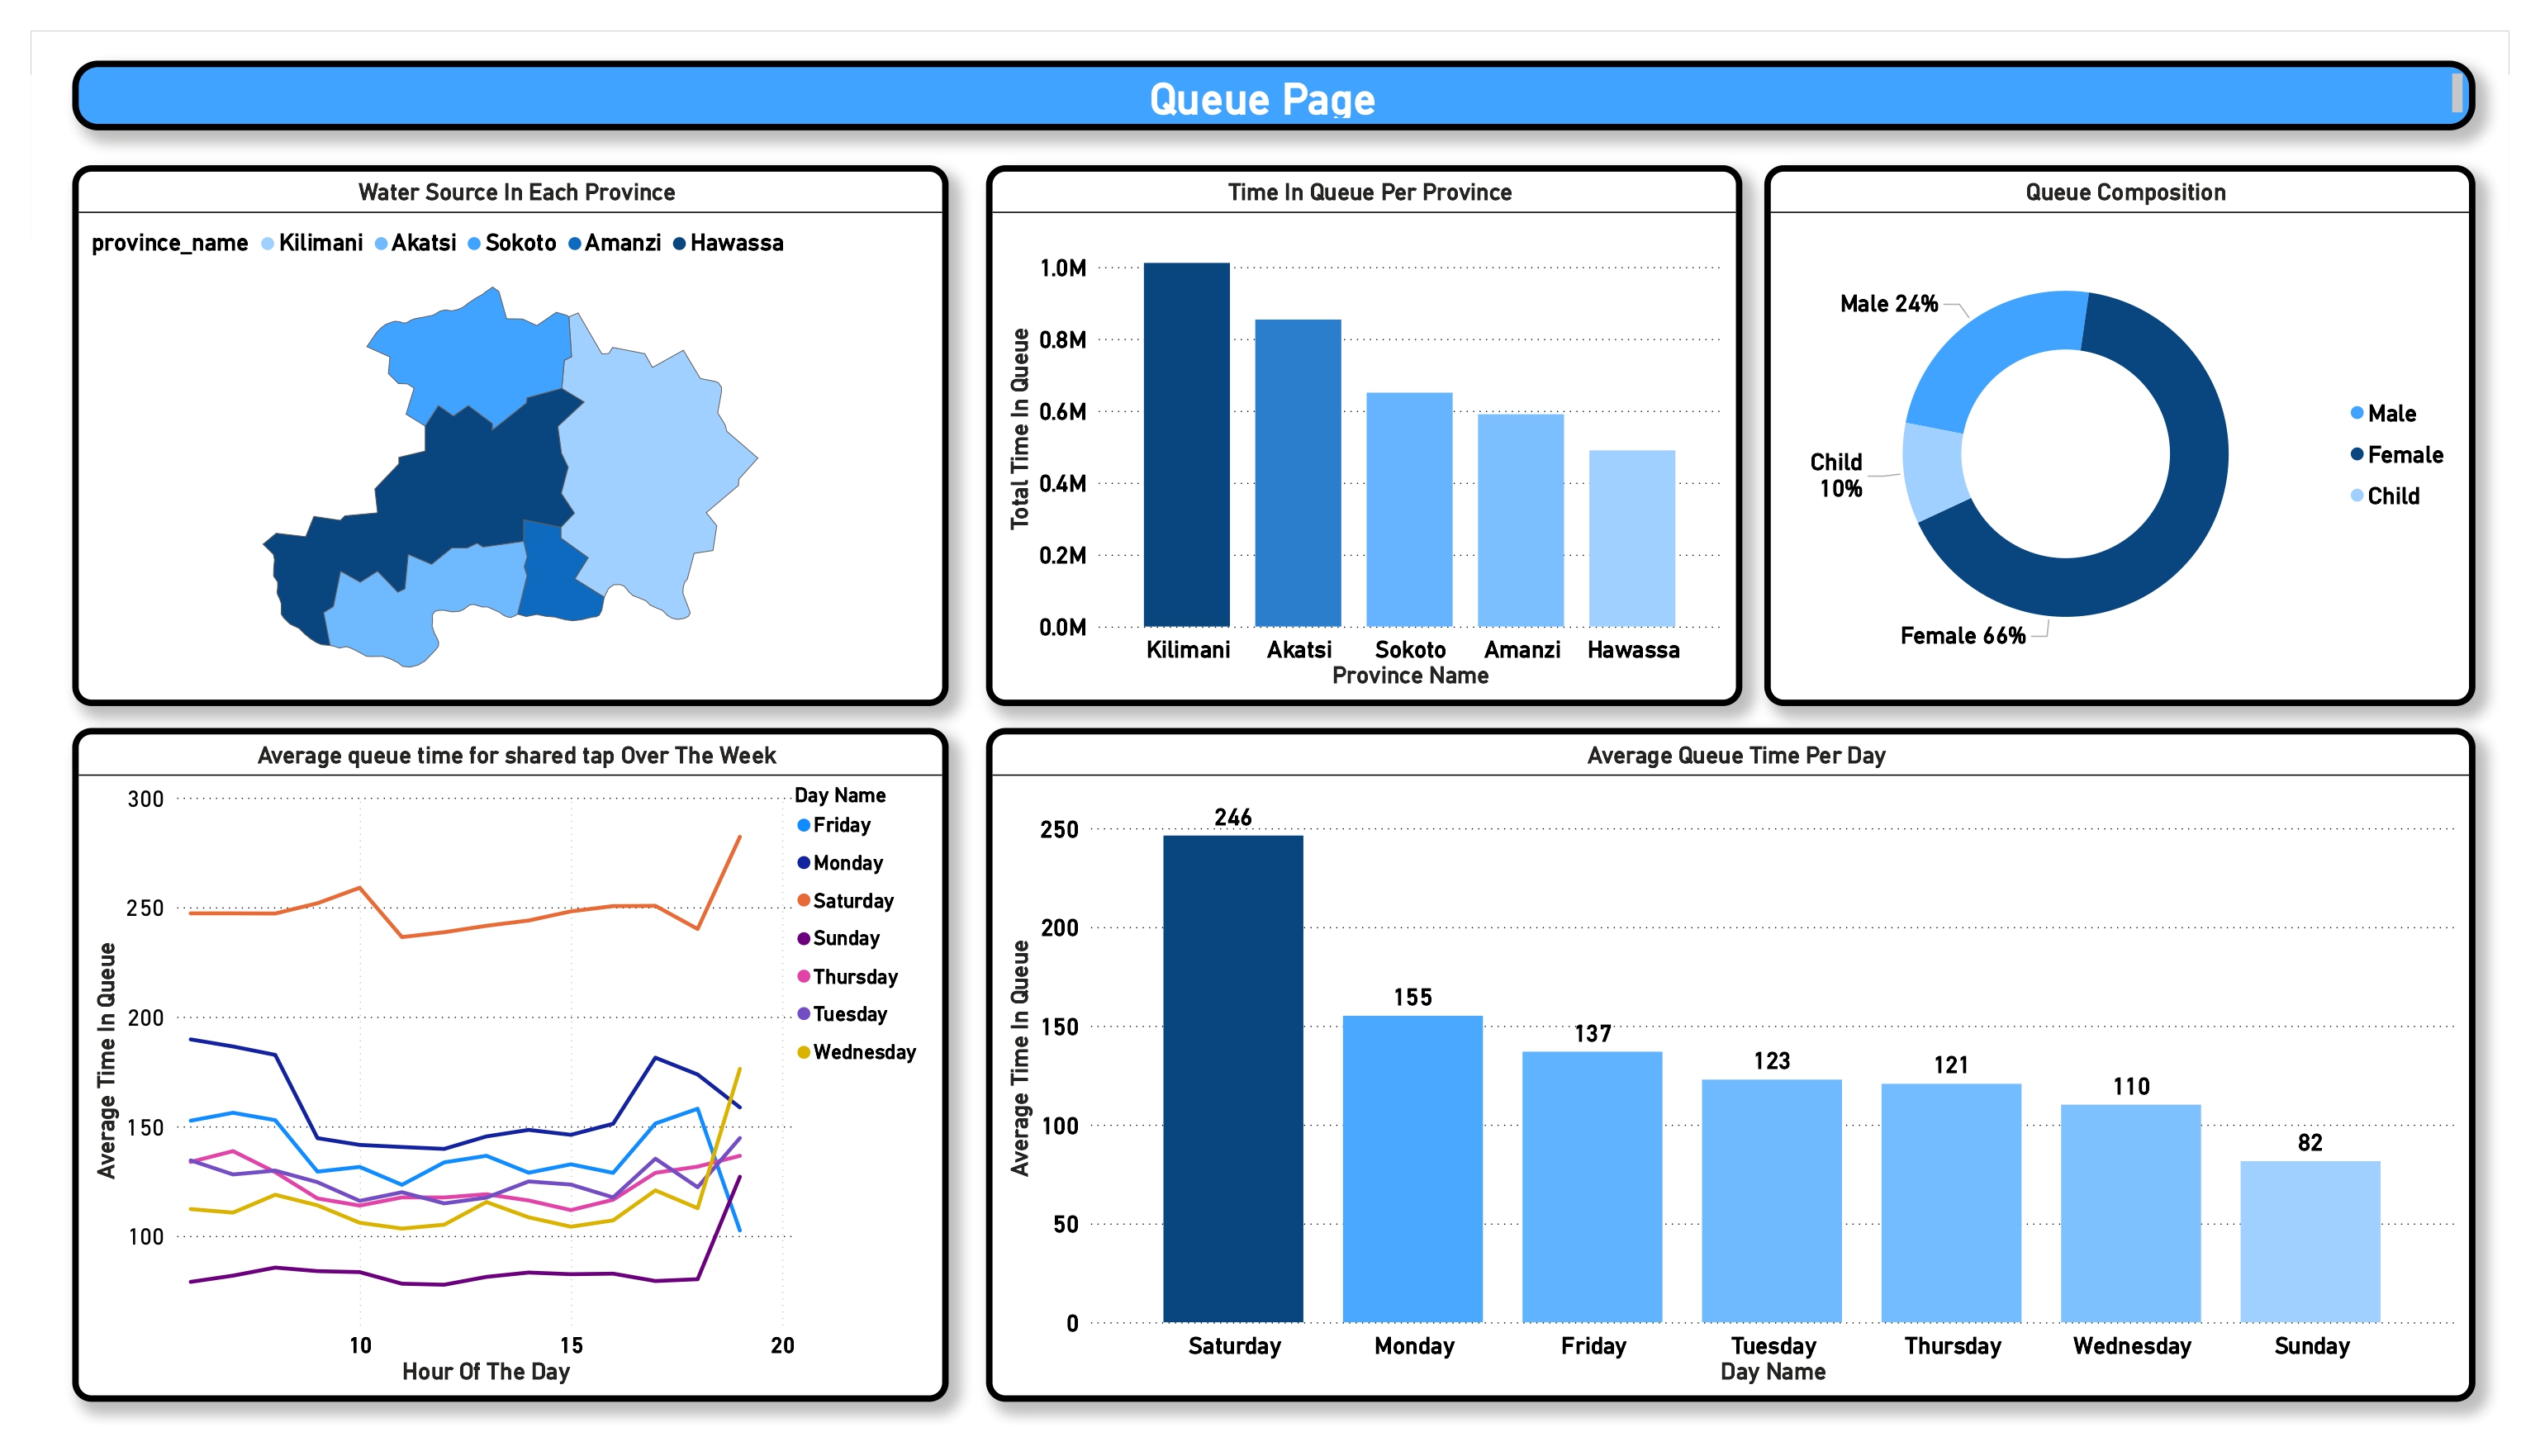 Queue Page
Water Source In Each Province
province_name Kilimani Akatsi Sokoto Amanzi Hawassa
Time In Queue Per Province
Total Time In Queue
1.0M
0.8M
0.6M
0.4M
0.2M
0.0M
Kilimani Akatsi Sokoto Amanzi Hawassa
Province Name
Queue Composition
Male 24%
Child
10%
Female 66%
Male
Female
Child
Average queue time for shared tap Over The Week
Average Time In Queue
300
250
200
150
100
10 15 20
Hour Of The Day
Day Name
Friday
Monday
Saturday
Sunday
Thursday
Tuesday
Wednesday
Average Queue Time Per Day
Average Time In Queue
250
200
150
100
50
0
246
155
137
123
121
110
82
Saturday Monday Friday Tuesday Thursday Wednesday Sunday
Day Name